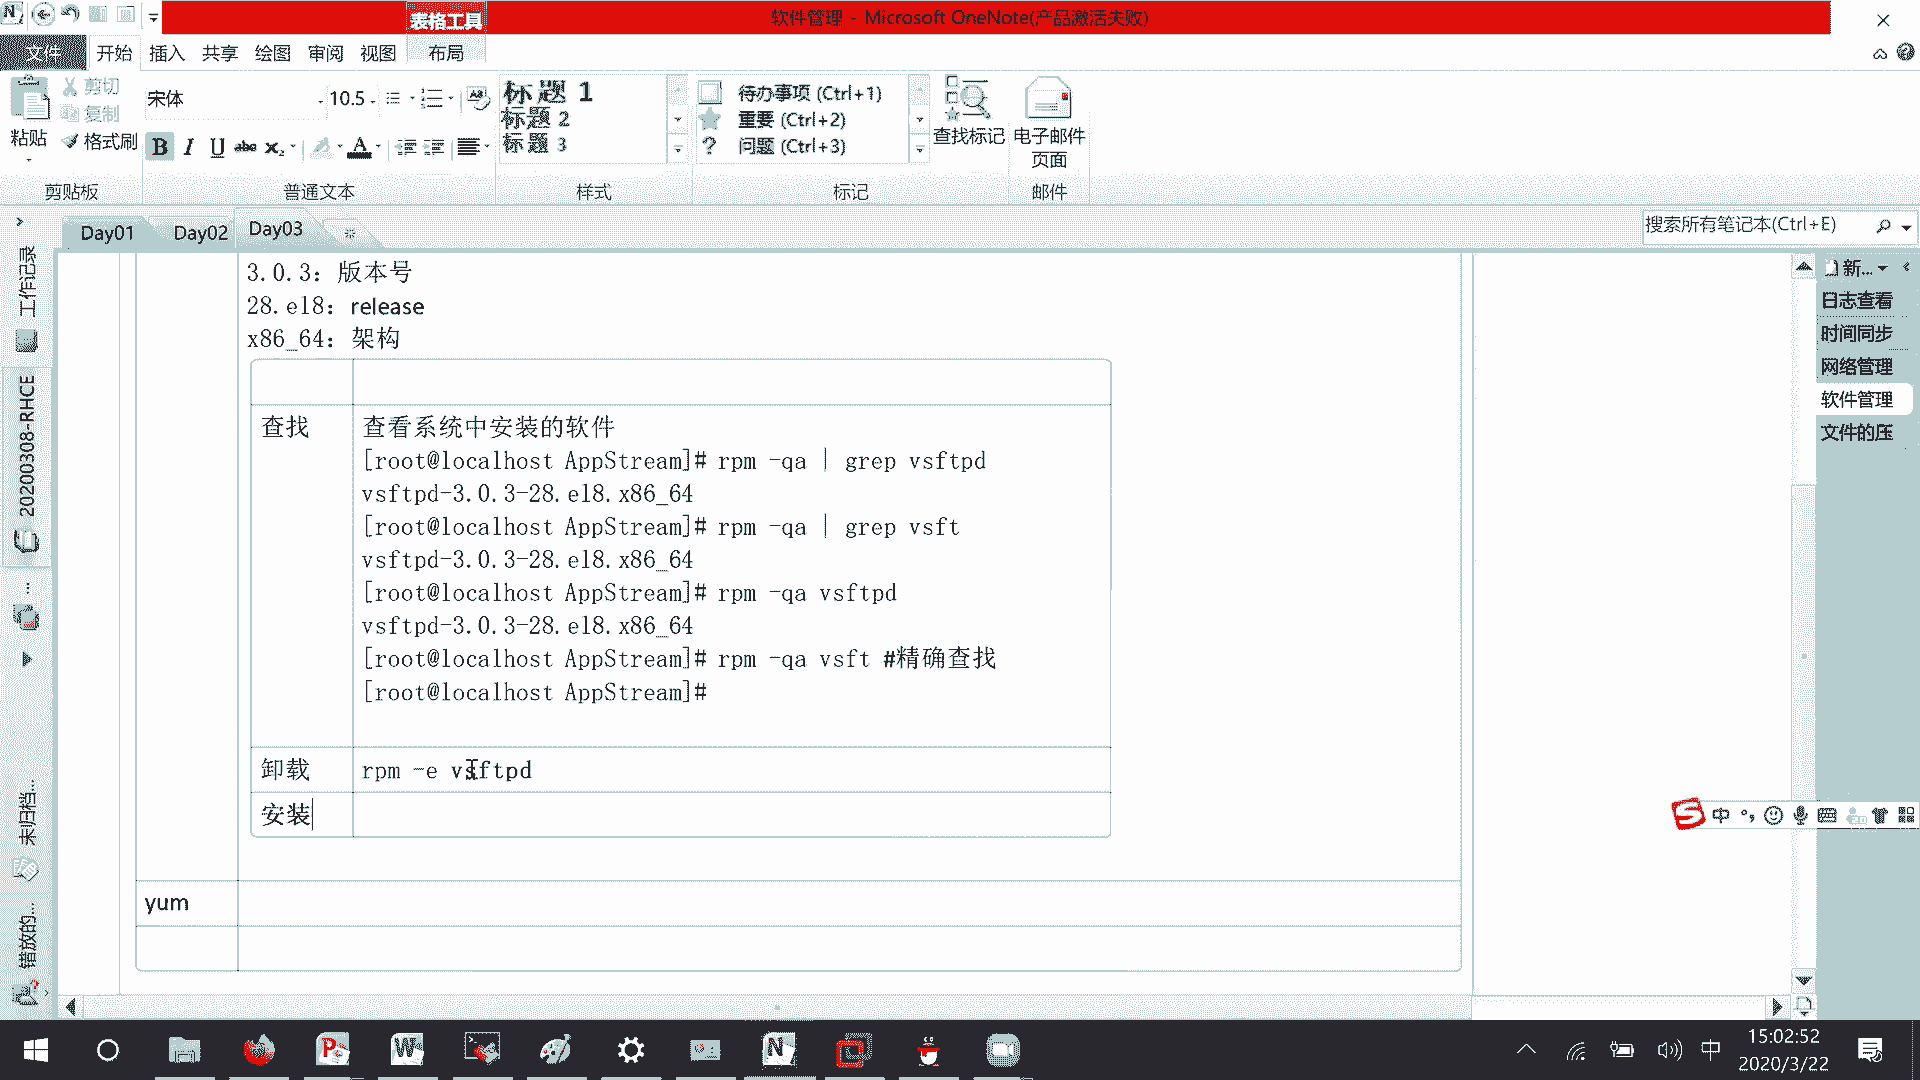 表格工具
软件管理 - Microsoft OneNote(产品激活失败)
文件 开始 插入 共享 绘图 审阅 视图 布局
剪切
复制
粘贴 格式刷
剪贴板
宋体 10.5
B I U abc x₂ A
普通文本
标题 1
标题 2
标题 3
样式
待办事项 (Ctrl+1)
重要 (Ctrl+2)
? 问题 (Ctrl+3)
标记
查找标记
电子邮件
页面
邮件
Day01 Day02 Day03
搜索所有笔记本(Ctrl+E)
工作记录
20200308-RHCE
...
未归档...
错放的...
3.0.3：版本号
28.el8：release
x86_64：架构
查找
查看系统中安装的软件
[root@localhost AppStream]# rpm -qa | grep vsftpd
vsftpd-3.0.3-28.el8.x86_64
[root@localhost AppStream]# rpm -qa | grep vsft
vsftpd-3.0.3-28.el8.x86_64
[root@localhost AppStream]# rpm -qa vsftpd
vsftpd-3.0.3-28.el8.x86_64
[root@localhost AppStream]# rpm -qa vsft #精确查找
[root@localhost AppStream]#
卸载 rpm -e vsftpd
安装
yum
新...
日志查看
时间同步
网络管理
软件管理
文件的压
S 中
中
15:02:52
2020/3/22